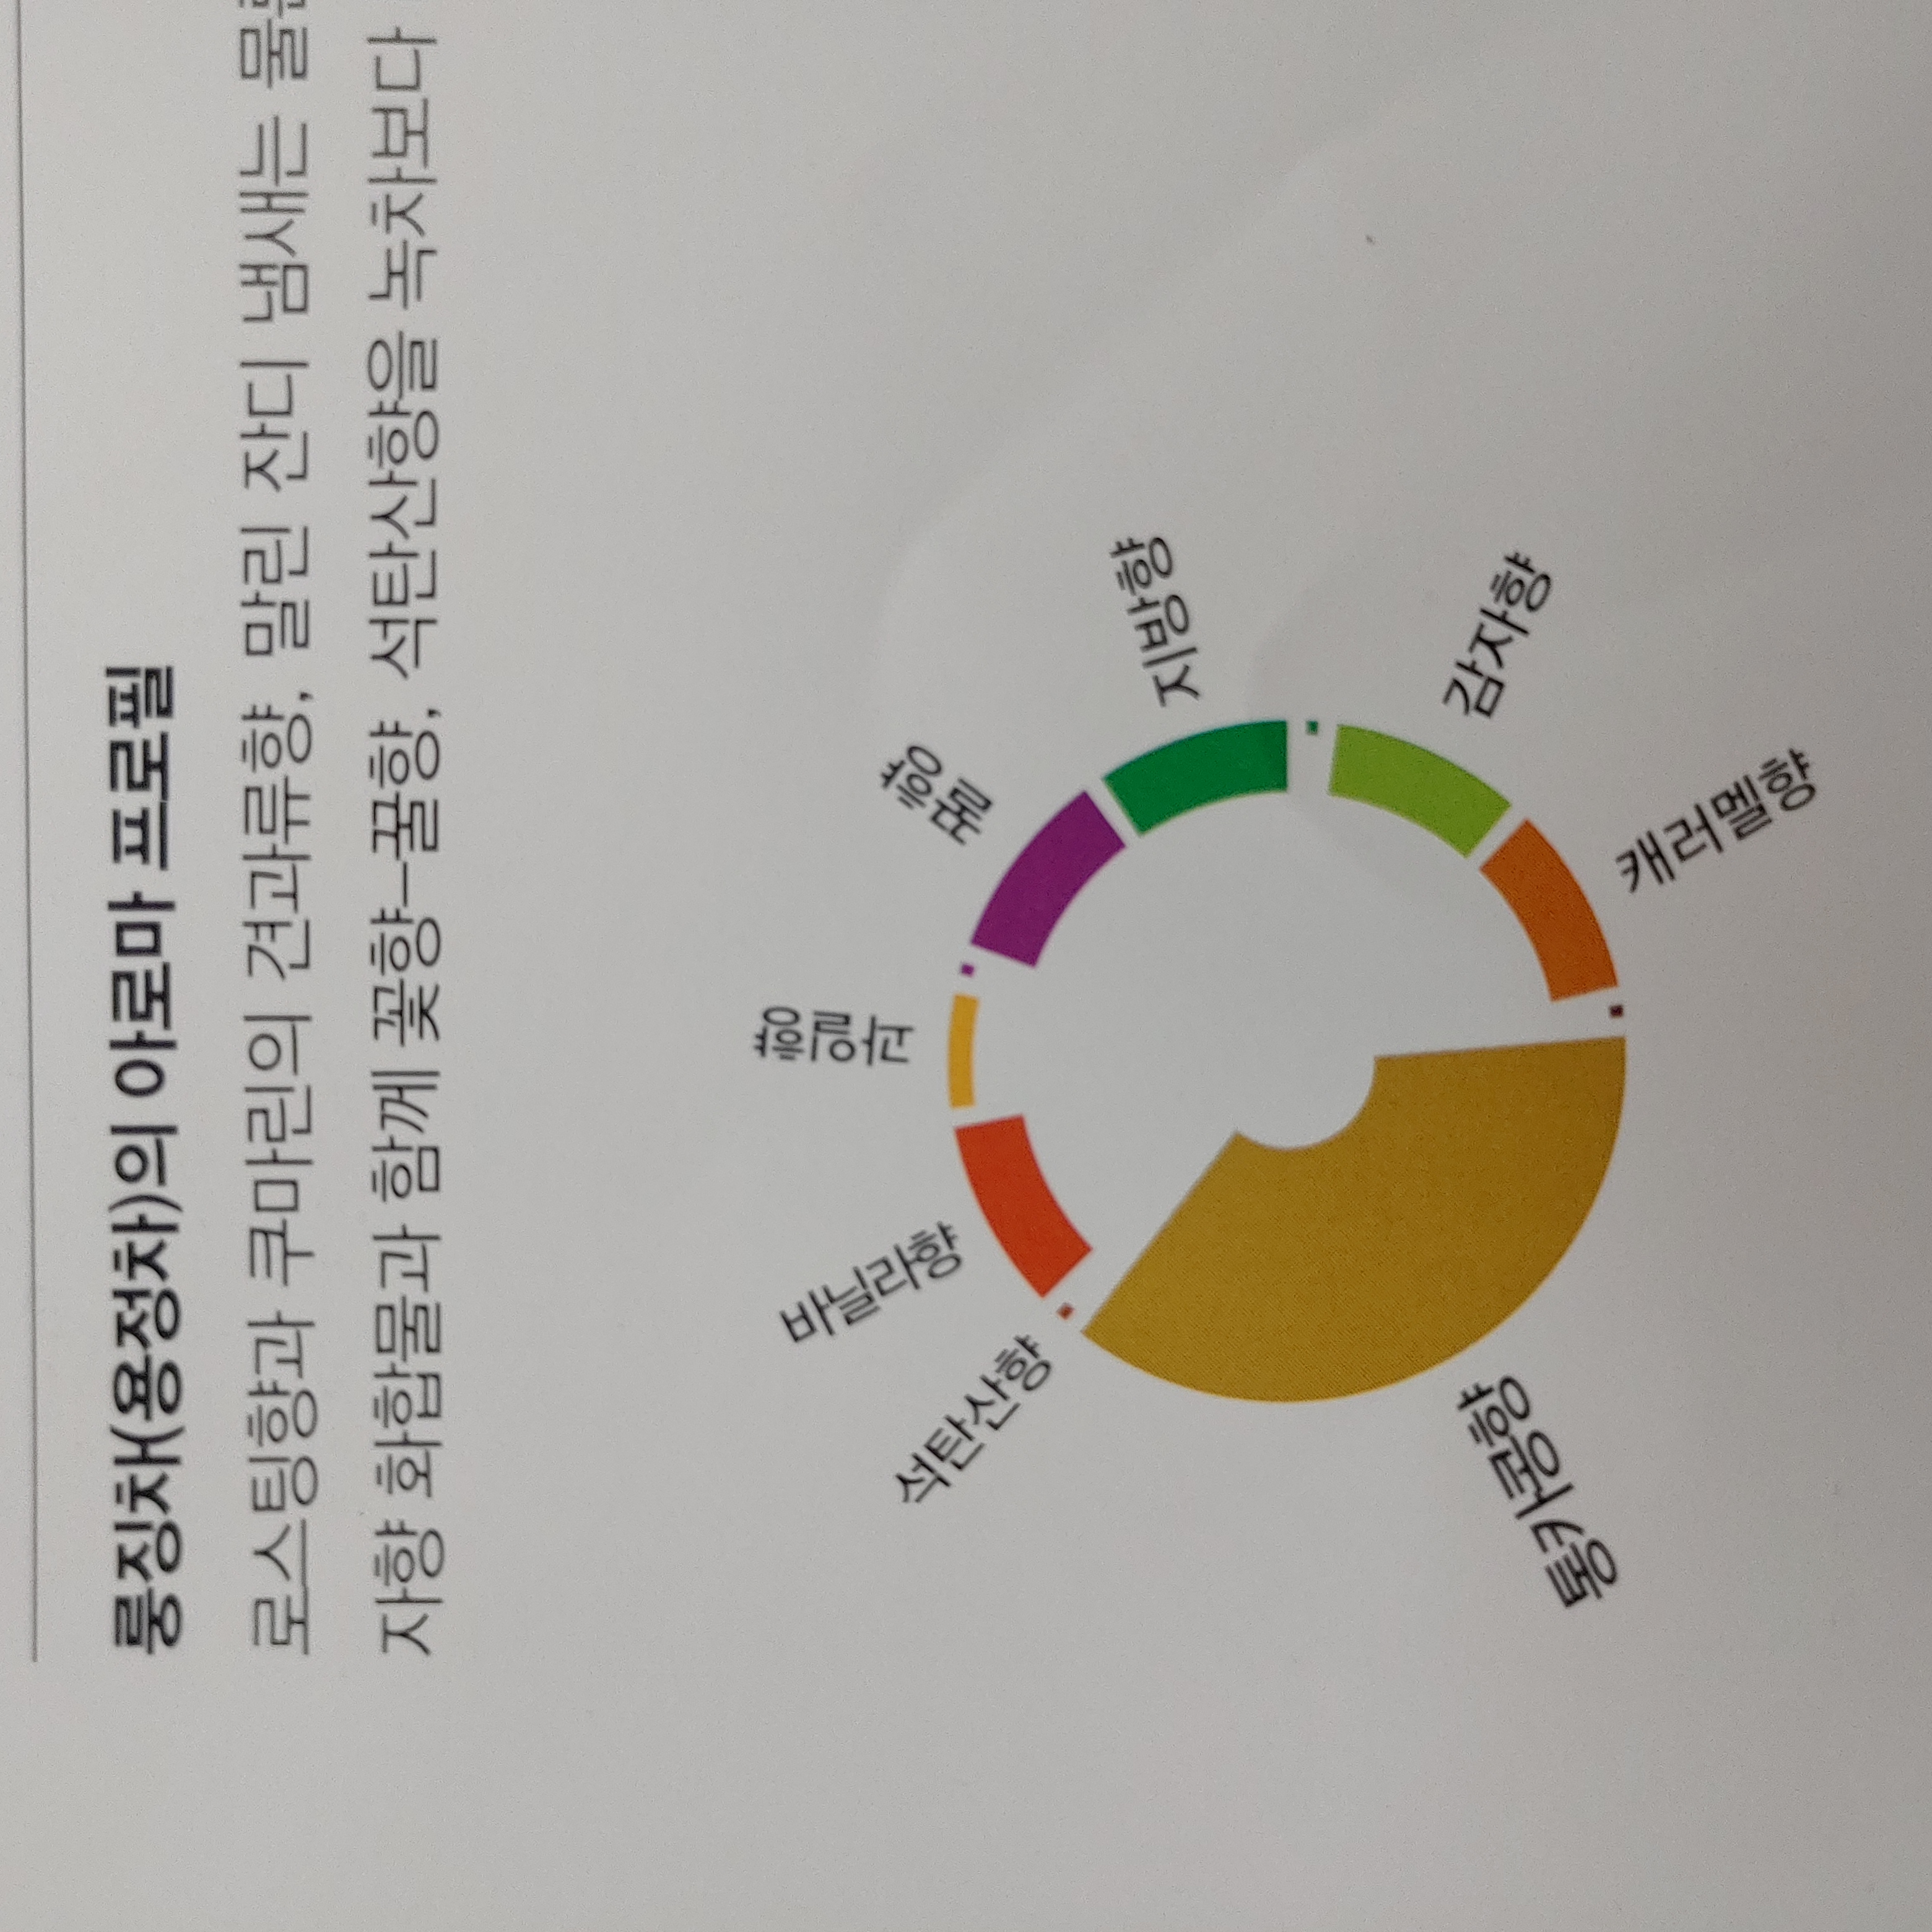 룽징차(용정차)의 아로마 프로필
로스팅향과 쿠마린의 견과류향, 말린 잔디 냄새는
자향 화합물과 함께 꽃향–꿀향, 석탄산향을 녹차보다
과일향
바닐라향
꿀향
석탄산향
지방향
감자향
통카콩향
캐러멜향